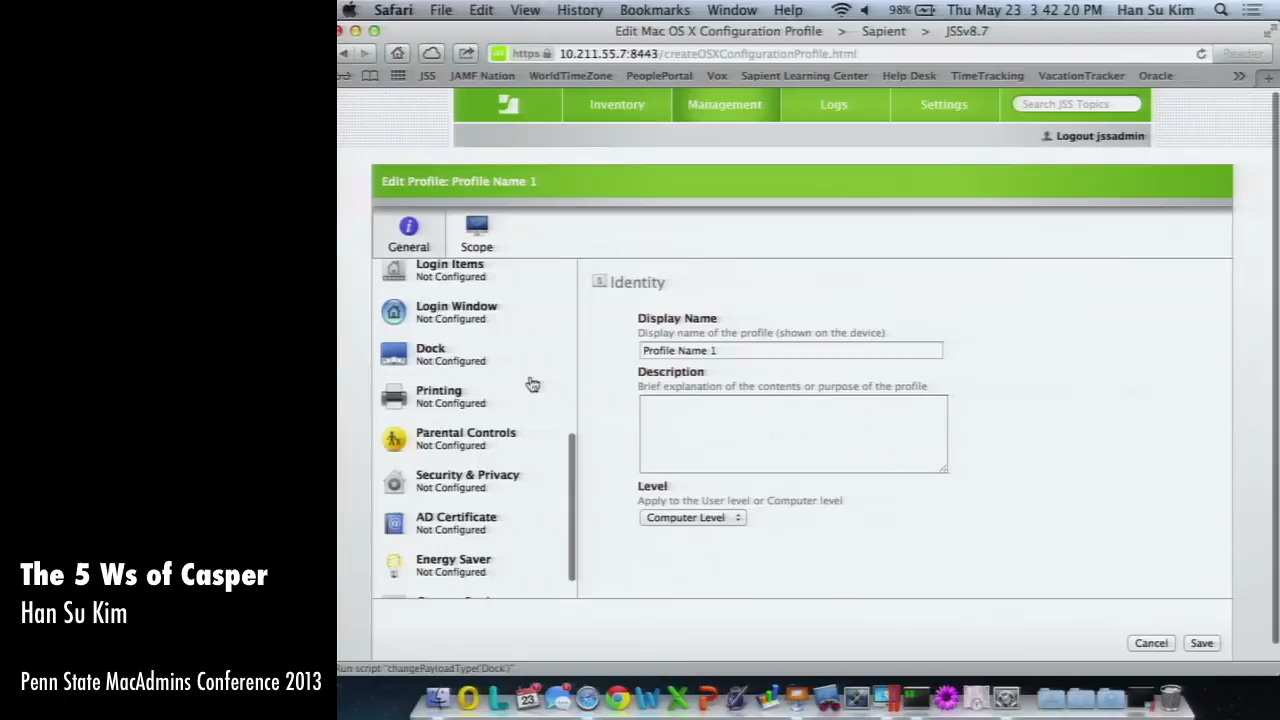 Safari File Edit View History Bookmarks Window Help 98% Thu May 23 3:42:20 PM Han Su Kim
Edit Mac OS X Configuration Profile > Sapient > JSSv8.7
https 10.211.55.7:8443/createOSXConfigurationProfile.html Reader
JSS JAMF Nation WorldTimeZone PeoplePortal Vox Sapient Learning Center Help Desk TimeTracking VacationTracker Oracle >> +
Inventory Management Logs Settings Search JSS Topics
Logout jssadmin
Edit Profile: Profile Name 1
General Scope
Login Items
Not Configured
Login Window
Not Configured
Dock
Not Configured
Printing
Not Configured
Parental Controls
Not Configured
Security & Privacy
Not Configured
AD Certificate
Not Configured
Energy Saver
Not Configured
Identity
Display Name
Display name of the profile (shown on the device)
Profile Name 1
Description
Brief explanation of the contents or purpose of the profile
Level
Apply to the User level or Computer level
Computer Level
Cancel Save
Run script "changePayloadType('Dock')"
23
The 5 Ws of Casper
Han Su Kim
Penn State MacAdmins Conference 2013